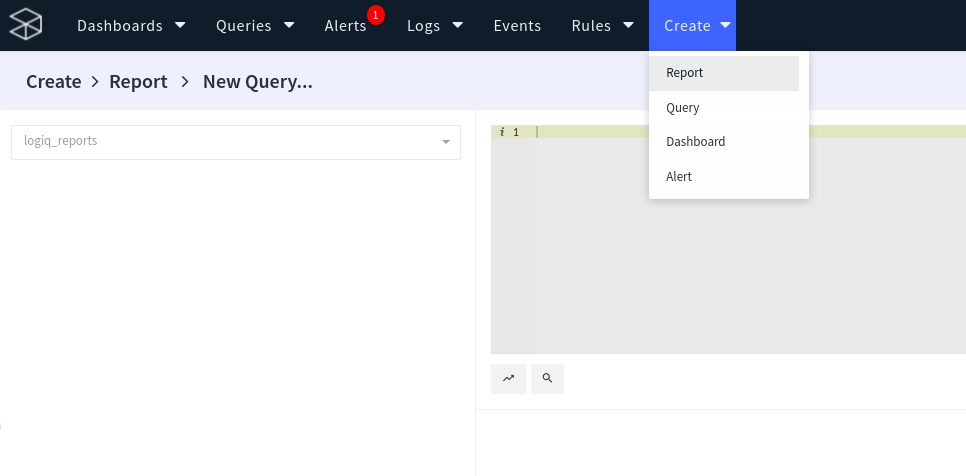 Dashboards Queries Alerts 1 Logs Events Rules Create
Create > Report > New Query...
Report
Query
Dashboard
Alert
logiq_reports
i 1